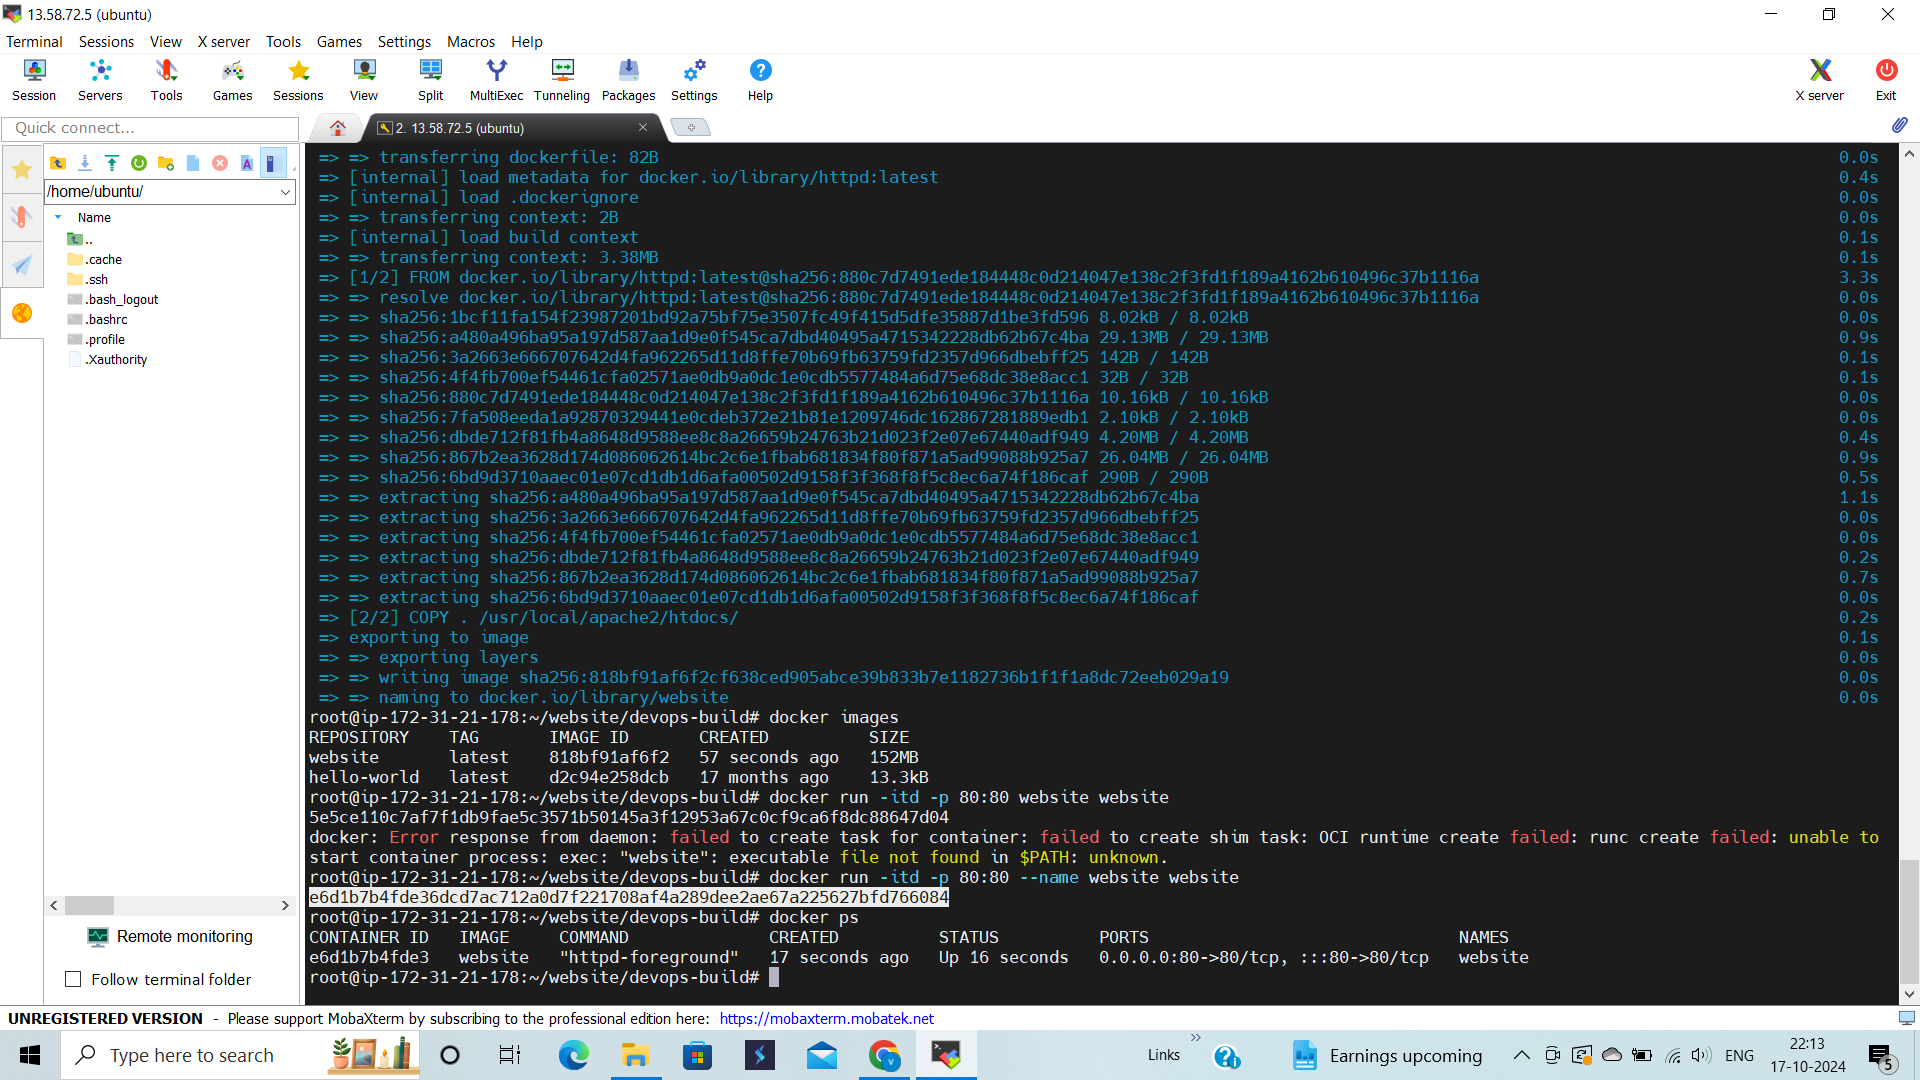 13.58.72.5 (ubuntu)
Terminal Sessions View X server Tools Games Settings Macros Help
Session Servers Tools Games Sessions View Split MultiExec Tunneling Packages Settings Help X server Exit
Quick connect...
2. 13.58.72.5 (ubuntu)
/home/ubuntu/
Name
..
.cache
.ssh
.bash_logout
.bashrc
.profile
.Xauthority
Remote monitoring
Follow terminal folder
=> => transferring dockerfile: 82B 0.0s
=> [internal] load metadata for docker.io/library/httpd:latest 0.4s
=> [internal] load .dockerignore 0.0s
=> => transferring context: 2B 0.0s
=> [internal] load build context 0.1s
=> => transferring context: 3.38MB 0.1s
=> [1/2] FROM docker.io/library/httpd:latest@sha256:880c7d7491ede184448c0d214047e138c2f3fd1f189a4162b610496c37b1116a 3.3s
=> => resolve docker.io/library/httpd:latest@sha256:880c7d7491ede184448c0d214047e138c2f3fd1f189a4162b610496c37b1116a 0.0s
=> => sha256:1bcf11fa154f23987201bd92a75bf75e3507fc49f415d5dfe35887d1be3fd596 8.02kB / 8.02kB 0.0s
=> => sha256:a480a496ba95a197d587aa1d9e0f545ca7dbd40495a4715342228db62b67c4ba 29.13MB / 29.13MB 0.9s
=> => sha256:3a2663e666707642d4fa962265d11d8ffe70b69fb63759fd2357d966dbebff25 142B / 142B 0.1s
=> => sha256:4f4fb700ef54461cfa02571ae0db9a0dc1e0cdb5577484a6d75e68dc38e8acc1 32B / 32B 0.1s
=> => sha256:880c7d7491ede184448c0d214047e138c2f3fd1f189a4162b610496c37b1116a 10.16kB / 10.16kB 0.0s
=> => sha256:7fa508eeda1a92870329441e0cdeb372e21b81e1209746dc162867281889edb1 2.10kB / 2.10kB 0.0s
=> => sha256:dbde712f81fb4a8648d9588ee8c8a26659b24763b21d023f2e07e67440adf949 4.20MB / 4.20MB 0.4s
=> => sha256:867b2ea3628d174d086062614bc2c6e1fbab681834f80f871a5ad99088b925a7 26.04MB / 26.04MB 0.9s
=> => sha256:6bd9d3710aaec01e07cd1db1d6afa00502d9158f3f368f8f5c8ec6a74f186caf 290B / 290B 0.5s
=> => extracting sha256:a480a496ba95a197d587aa1d9e0f545ca7dbd40495a4715342228db62b67c4ba 1.1s
=> => extracting sha256:3a2663e666707642d4fa962265d11d8ffe70b69fb63759fd2357d966dbebff25 0.0s
=> => extracting sha256:4f4fb700ef54461cfa02571ae0db9a0dc1e0cdb5577484a6d75e68dc38e8acc1 0.0s
=> => extracting sha256:dbde712f81fb4a8648d9588ee8c8a26659b24763b21d023f2e07e67440adf949 0.2s
=> => extracting sha256:867b2ea3628d174d086062614bc2c6e1fbab681834f80f871a5ad99088b925a7 0.7s
=> => extracting sha256:6bd9d3710aaec01e07cd1db1d6afa00502d9158f3f368f8f5c8ec6a74f186caf 0.0s
=> [2/2] COPY . /usr/local/apache2/htdocs/ 0.2s
=> exporting to image 0.1s
=> => exporting layers 0.0s
=> => writing image sha256:818bf91af6f2cf638ced905abce39b833b7e1182736b1f1f1a8dc72eeb029a19 0.0s
=> => naming to docker.io/library/website 0.0s
root@ip-172-31-21-178:~/website/devops-build# docker images
REPOSITORY TAG IMAGE ID CREATED SIZE
website latest 818bf91af6f2 57 seconds ago 152MB
hello-world latest d2c94e258dcb 17 months ago 13.3kB
root@ip-172-31-21-178:~/website/devops-build# docker run -itd -p 80:80 website website
5e5ce110c7af7f1db9fae5c3571b50145a3f12953a67c0cf9ca6f8dc88647d04
docker: Error response from daemon: failed to create task for container: failed to create shim task: OCI runtime create failed: runc create failed: unable to
start container process: exec: "website": executable file not found in $PATH: unknown.
root@ip-172-31-21-178:~/website/devops-build# docker run -itd -p 80:80 --name website website
e6d1b7b4fde36dcd7ac712a0d7f221708af4a289dee2ae67a225627bfd766084
root@ip-172-31-21-178:~/website/devops-build# docker ps
CONTAINER ID IMAGE COMMAND CREATED STATUS PORTS NAMES
e6d1b7b4fde3 website "httpd-foreground" 17 seconds ago Up 16 seconds 0.0.0.0:80->80/tcp, :::80->80/tcp website
root@ip-172-31-21-178:~/website/devops-build#
UNREGISTERED VERSION - Please support MobaXterm by subscribing to the professional edition here: https://mobaxterm.mobatek.net
Type here to search
Links
Earnings upcoming
ENG
22:13
17-10-2024
5